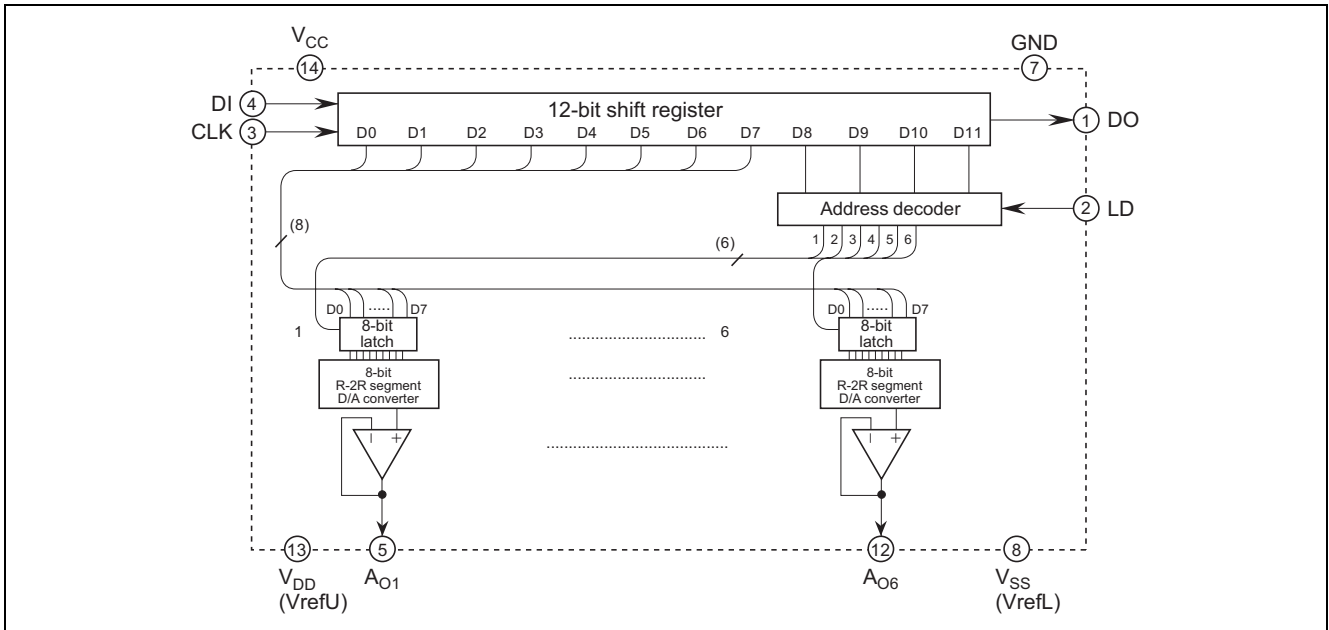 VCC
14
GND
7
DI 4
CLK 3
12-bit shift register
D0 D1 D2 D3 D4 D5 D6 D7 D8 D9 D10 D11
1 DO
Address decoder
2 LD
1 2 3 4 5 6
(8)
(6)
D0 ..... D7
D0 ..... D7
1
8-bit
latch
6
8-bit
latch
8-bit
R-2R segment
D/A converter
8-bit
R-2R segment
D/A converter
– +
– +
13
VDD
(VrefU)
5
AO1
12
AO6
8
VSS
(VrefL)